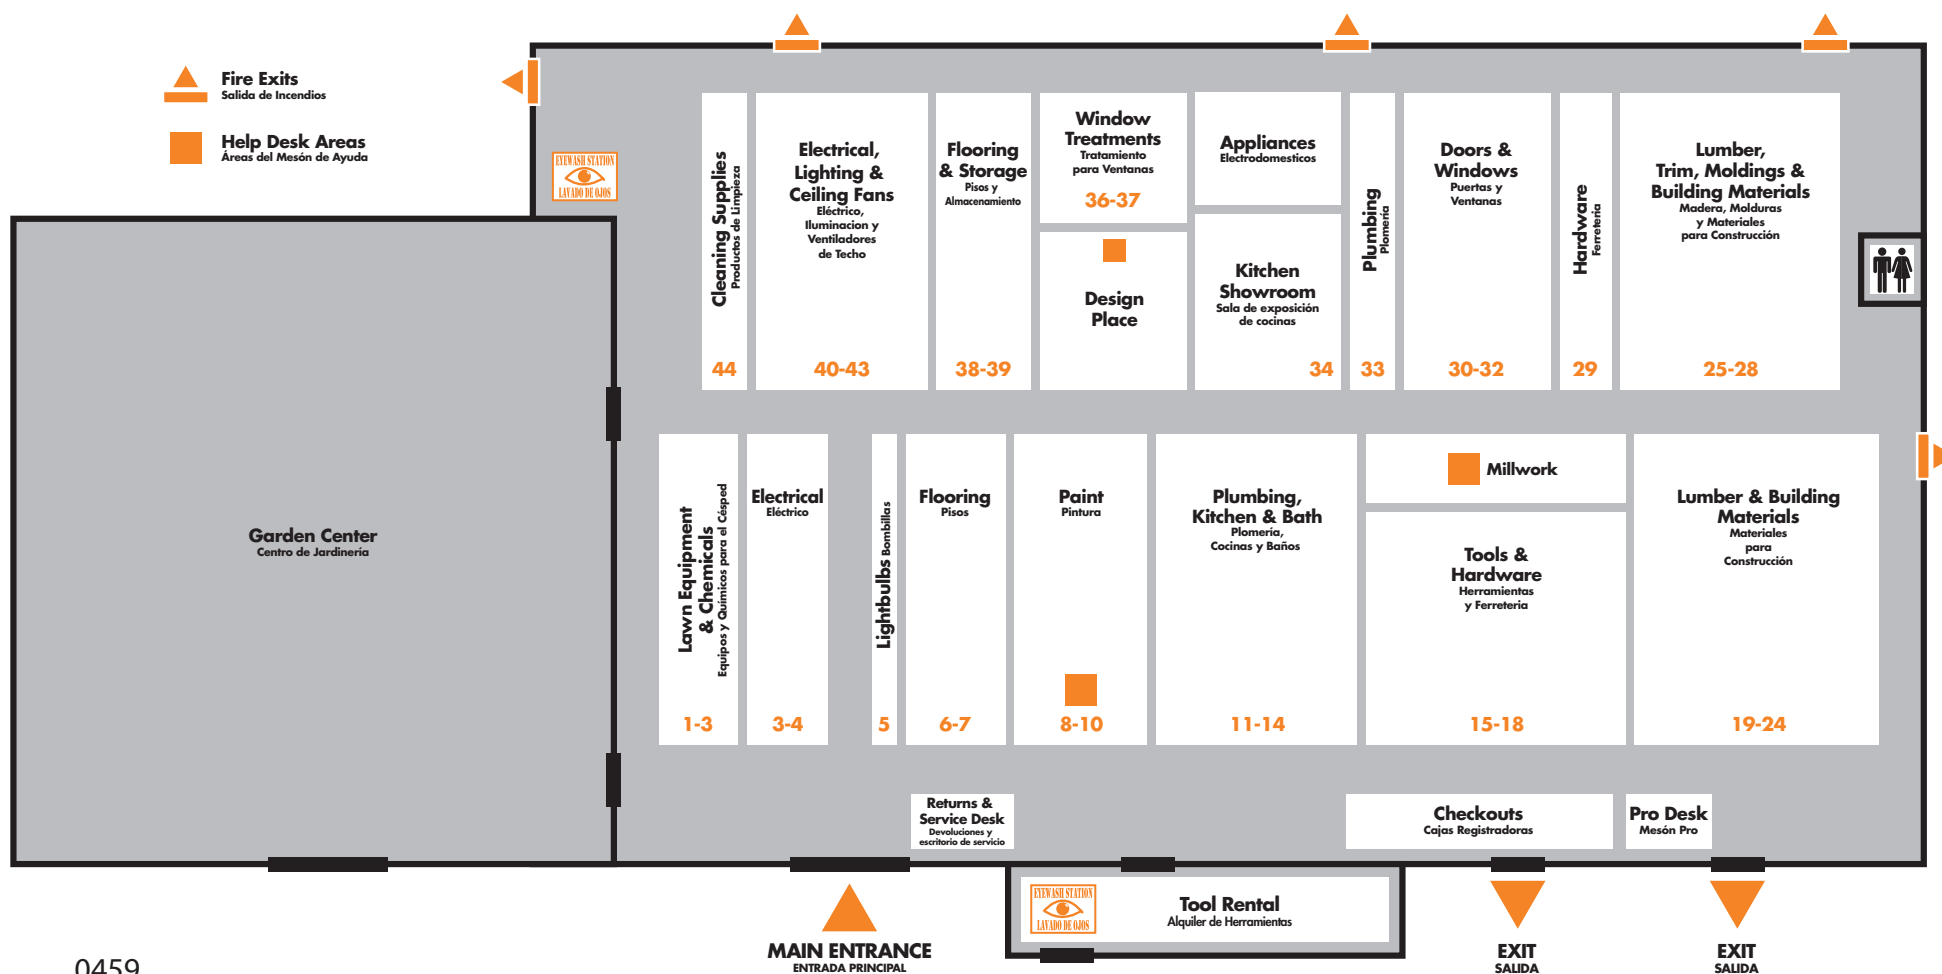 Fire Exits
Salida de Incendios
Help Desk Areas
Áreas del Mesón de Ayuda
EYEWASH STATION
LAVADO DE OJOS
Cleaning Supplies
Productos de Limpieza
44
Electrical,
Lighting &
Ceiling Fans
Eléctrico,
Iluminacion y
Ventiladores
de Techo
40-43
Flooring
& Storage
Pisos y
Almacenamiento
38-39
Window
Treatments
Tratamiento
para Ventanas
36-37
Design
Place
Appliances
Electrodomesticos
Kitchen
Showroom
Sala de exposición
de cocinas
34
Plumbing
Plomería
33
Doors &
Windows
Puertas y
Ventanas
30-32
Hardware
Ferreteria
29
Lumber,
Trim, Moldings &
Building Materials
Madera, Molduras
y Materiales
para Construcción
25-28
Garden Center
Centro de Jardinería
Lawn Equipment
& Chemicals
Equipos y Químicos para el Césped
1-3
Electrical
Eléctrico
3-4
Lightbulbs Bombillas
5
Flooring
Pisos
6-7
Paint
Pintura
8-10
Plumbing,
Kitchen & Bath
Plomería,
Cocinas y Baños
11-14
Millwork
Tools &
Hardware
Herramientas
y Ferreteria
15-18
Lumber & Building
Materials
Materiales
para
Construcción
19-24
Returns &
Service Desk
Devoluciones y
escritorio de servicio
Checkouts
Cajas Registradoras
Pro Desk
Mesón Pro
EYEWASH STATION
LAVADO DE OJOS
Tool Rental
Alquiler de Herramientas
MAIN ENTRANCE
ENTRADA PRINCIPAL
EXIT
SALIDA
EXIT
SALIDA
0459